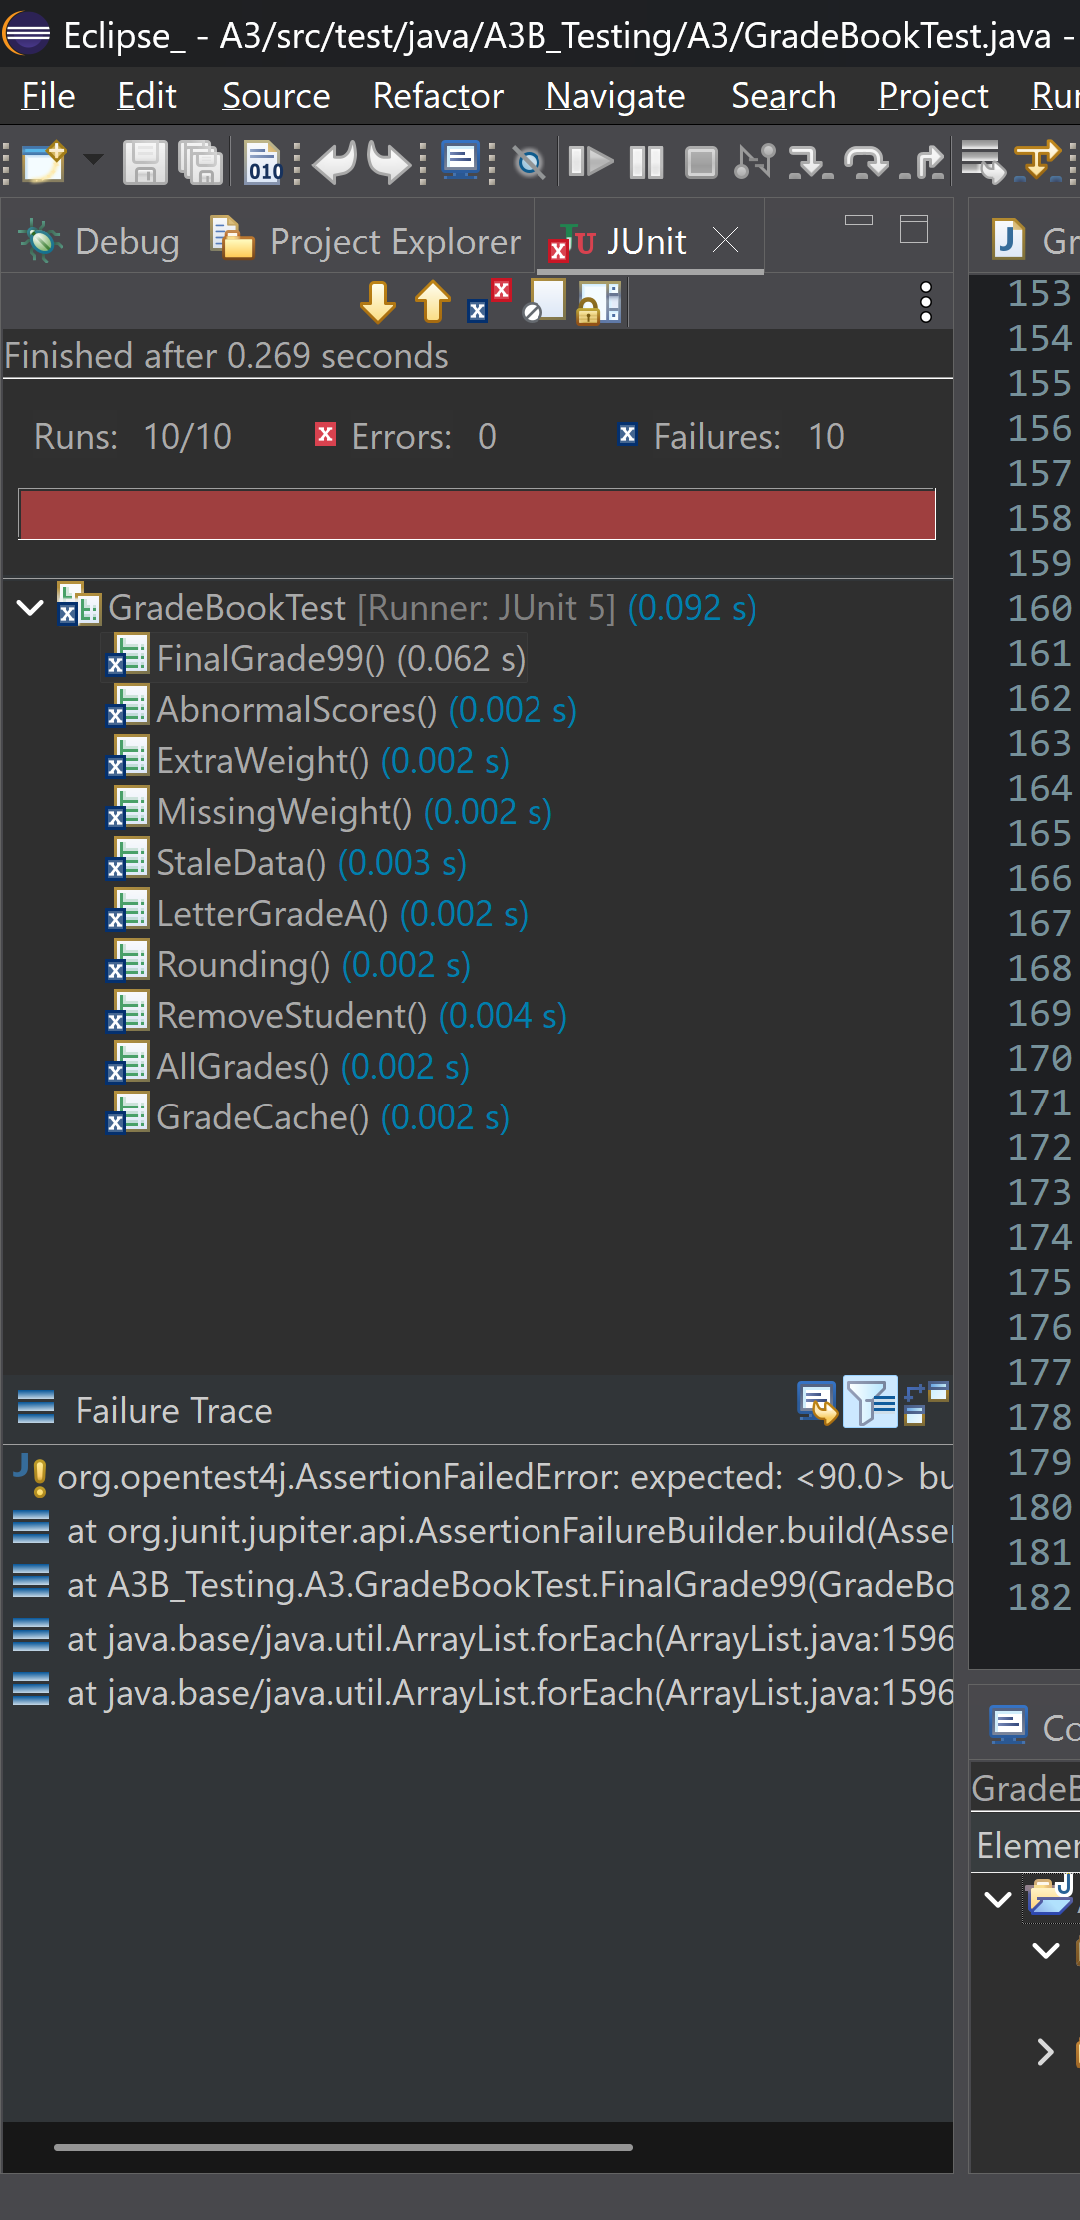 Eclipse_ - A3/src/test/java/A3B_Testing/A3/GradeBookTest.java -
File Edit Source Refactor Navigate Search Project Run
010
Debug Project Explorer JUnit
Finished after 0.269 seconds
Runs: 10/10 Errors: 0 Failures: 10
GradeBookTest [Runner: JUnit 5] (0.092 s)
FinalGrade99() (0.062 s)
AbnormalScores() (0.002 s)
ExtraWeight() (0.002 s)
MissingWeight() (0.002 s)
StaleData() (0.003 s)
LetterGradeA() (0.002 s)
Rounding() (0.002 s)
RemoveStudent() (0.004 s)
AllGrades() (0.002 s)
GradeCache() (0.002 s)
Failure Trace
org.opentest4j.AssertionFailedError: expected: <90.0> bu
at org.junit.jupiter.api.AssertionFailureBuilder.build(Asser
at A3B_Testing.A3.GradeBookTest.FinalGrade99(GradeBo
at java.base/java.util.ArrayList.forEach(ArrayList.java:1596
at java.base/java.util.ArrayList.forEach(ArrayList.java:1596
Gr
153
154
155
156
157
158
159
160
161
162
163
164
165
166
167
168
169
170
171
172
173
174
175
176
177
178
179
180
181
182
Co
GradeB
Elemen